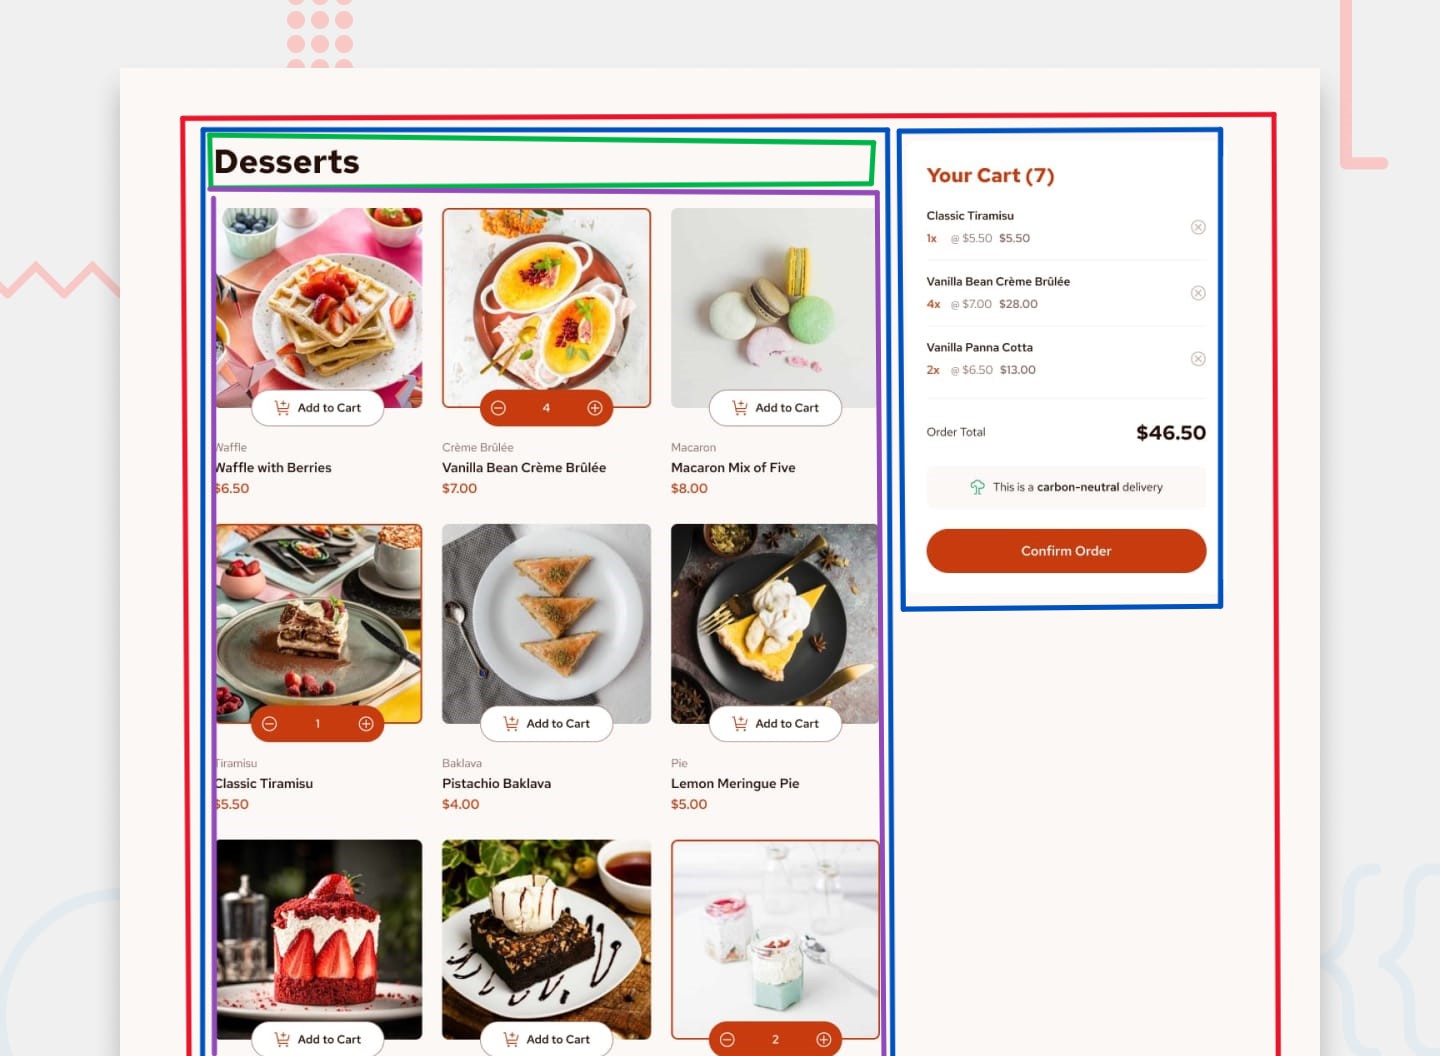 Desserts
Add to Cart
4
Add to Cart
Waffle
Waffle with Berries
$6.50
Crème Brûlée
Vanilla Bean Crème Brûlée
$7.00
Macaron
Macaron Mix of Five
$8.00
1
Add to Cart
Add to Cart
Tiramisu
Classic Tiramisu
$5.50
Baklava
Pistachio Baklava
$4.00
Pie
Lemon Meringue Pie
$5.00
Add to Cart
Add to Cart
2
Your Cart (7)
Classic Tiramisu
1x @ $5.50 $5.50
Vanilla Bean Crème Brûlée
4x @ $7.00 $28.00
Vanilla Panna Cotta
2x @ $6.50 $13.00
Order Total $46.50
This is a carbon-neutral delivery
Confirm Order